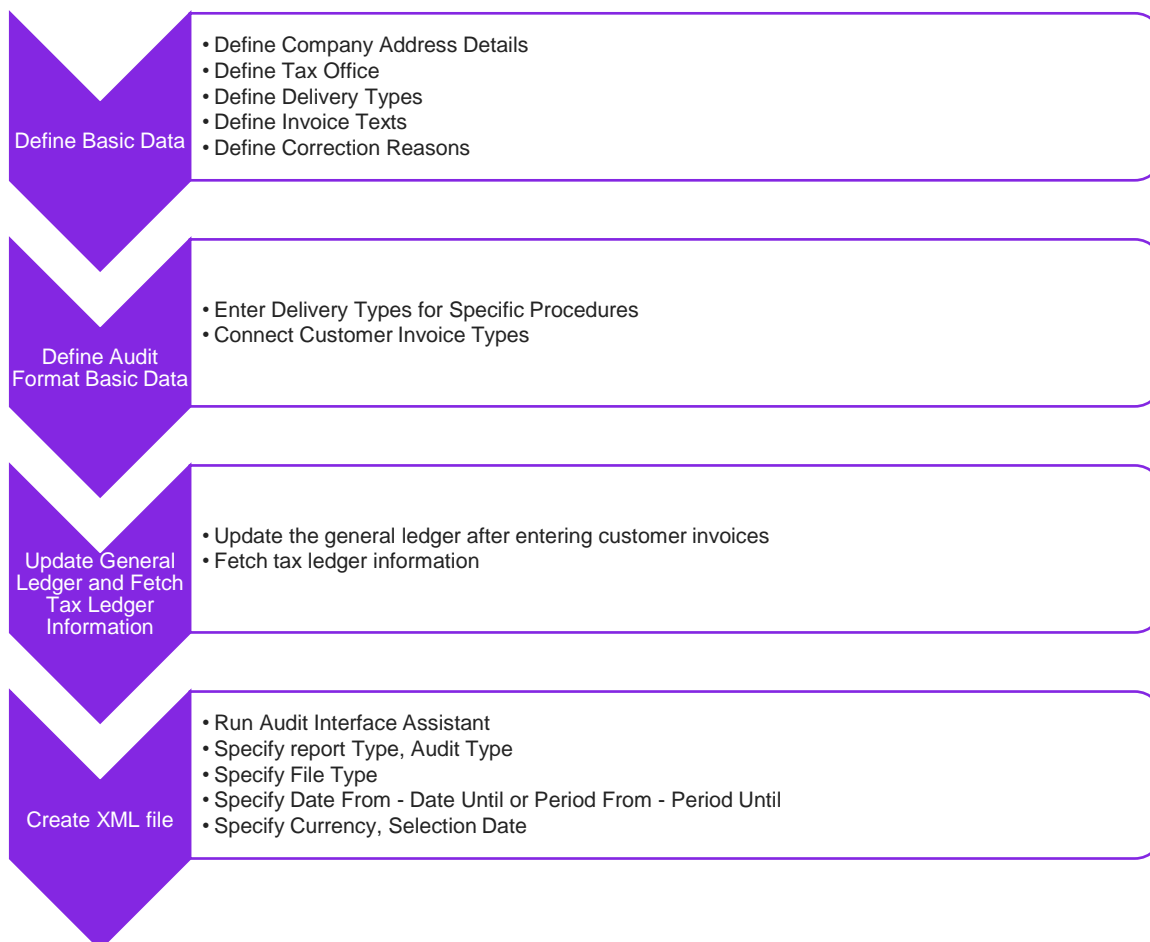 • Define Company Address Details
• Define Tax Office
• Define Delivery Types
• Define Invoice Texts
• Define Correction Reasons
Define Basic Data
• Enter Delivery Types for Specific Procedures
• Connect Customer Invoice Types
Define Audit
Format Basic Data
• Update the general ledger after entering customer invoices
• Fetch tax ledger information
Update General
Ledger and Fetch
Tax Ledger
Information
• Run Audit Interface Assistant
• Specify report Type, Audit Type
• Specify File Type
• Specify Date From - Date Until or Period From - Period Until
• Specify Currency, Selection Date
Create XML file